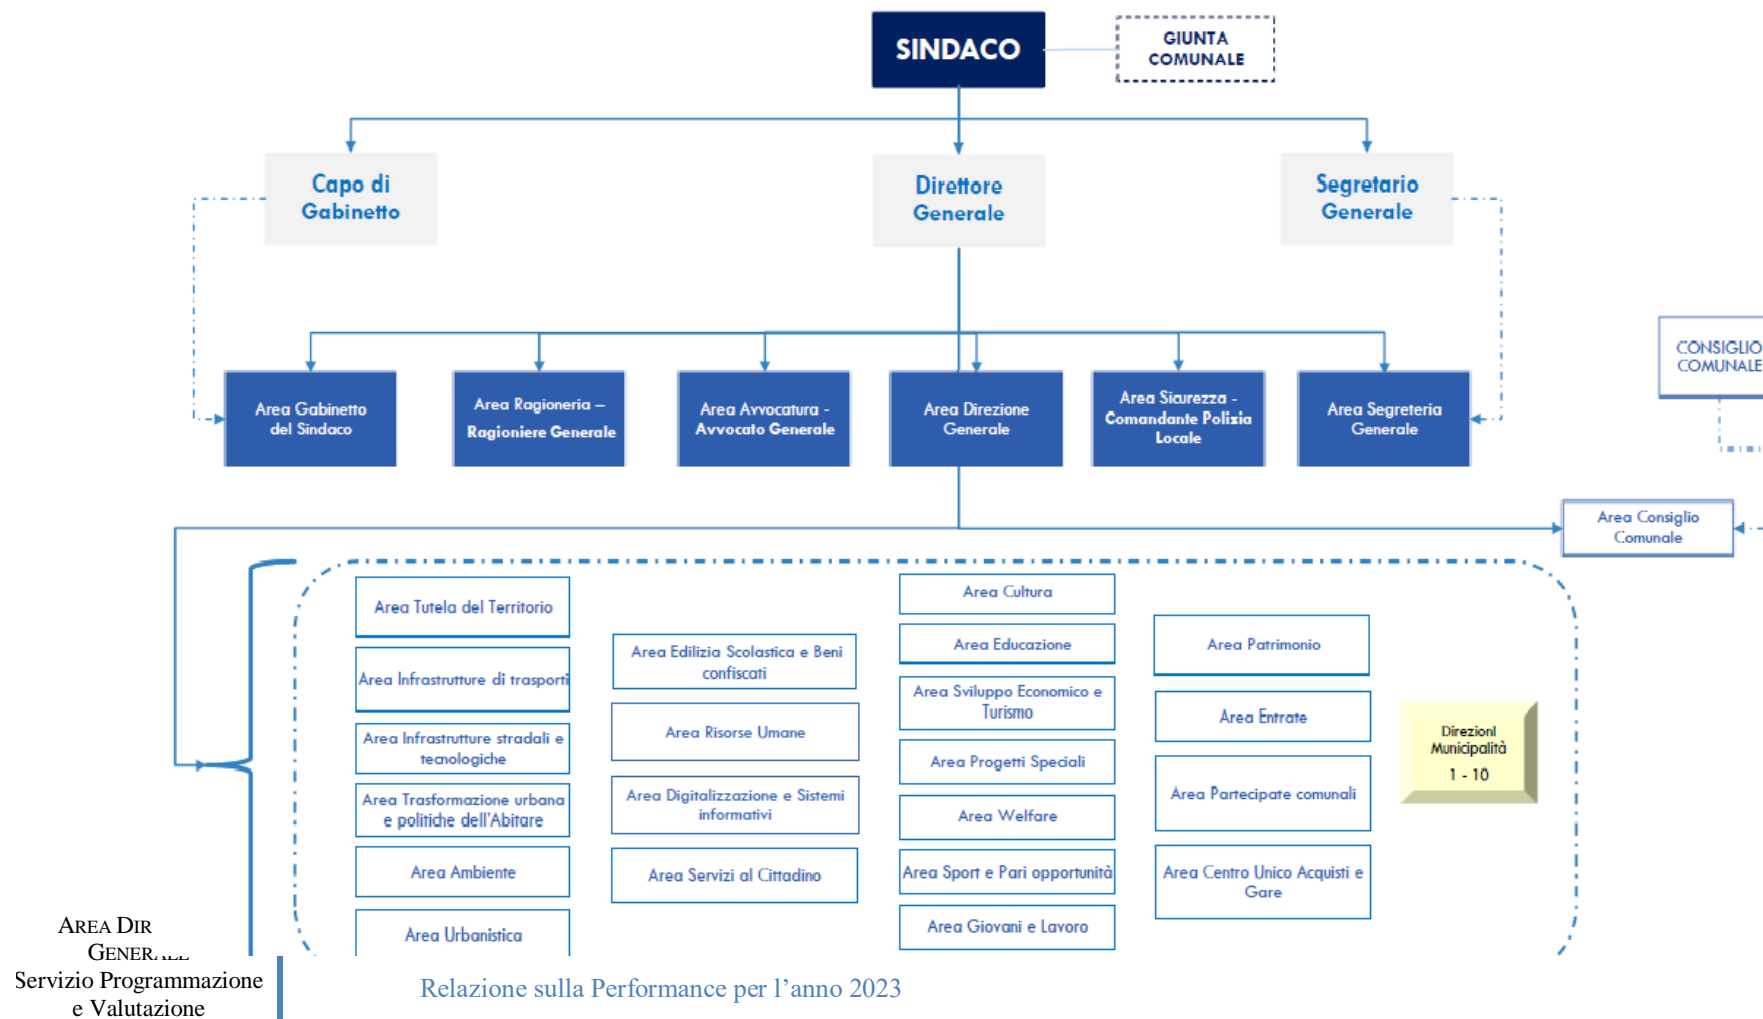 SINDACO
GIUNTA
COMUNALE
Capo di
Gabinetto
Direttore
Generale
Segretario
Generale
CONSIGLIO
COMUNALE
Area Gabinetto
del Sindaco
Area Ragioneria –
Ragioniere Generale
Area Avvocatura -
Avvocato Generale
Area Direzione
Generale
Area Sicurezza -
Comandante Polizia
Locale
Area Segreteria
Generale
Area Consiglio
Comunale
Area Tutela del Territorio
Area Infrastrutture di trasporti
Area Infrastrutture stradali e
tecnologiche
Area Trasformazione urbana
e politiche dell'Abitare
Area Ambiente
Area Urbanistica
Area Edilizia Scolastica e Beni
confiscati
Area Risorse Umane
Area Digitalizzazione e Sistemi
informativi
Area Servizi al Cittadino
Area Cultura
Area Educazione
Area Sviluppo Economico e
Turismo
Area Progetti Speciali
Area Welfare
Area Sport e Pari opportunità
Area Giovani e Lavoro
Area Patrimonio
Area Entrate
Area Partecipate comunali
Area Centro Unico Acquisti e
Gare
Direzioni
Municipalità
1 - 10
AREA DIR
GENERALE
Servizio Programmazione
e Valutazione
Relazione sulla Performance per l'anno 2023